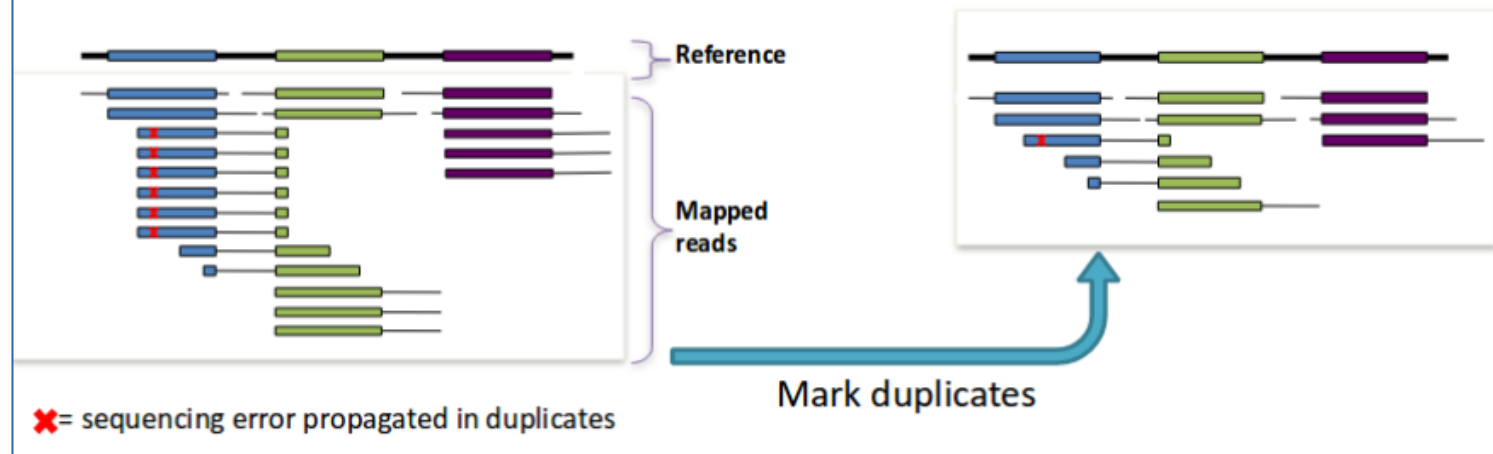 Reference
Mapped
reads
Mark duplicates
✖= sequencing error propagated in duplicates